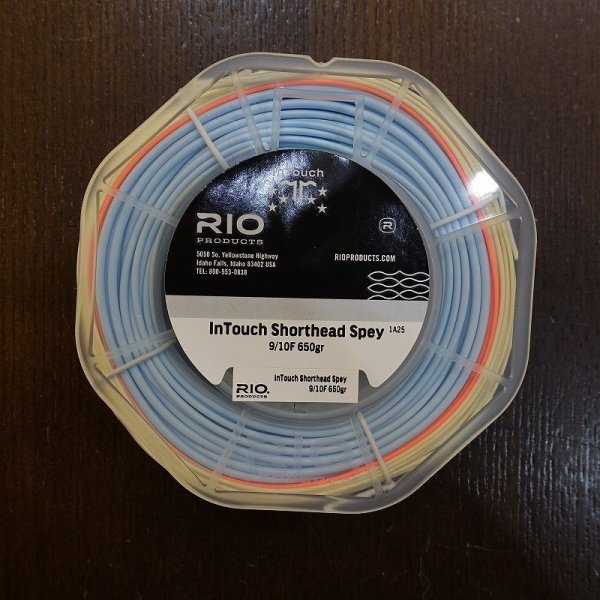 InTouch
RIO
PRODUCTS
5050 So. Yellowstone Highway
Idaho Falls, Idaho 83402 USA
TEL: 800-553-0838
R
RIOPRODUCTS.COM
InTouch Shorthead Spey 1A25
9/10F 650gr
InTouch Shorthead Spey
RIO. 9/10F 650gr
PRODUCTS